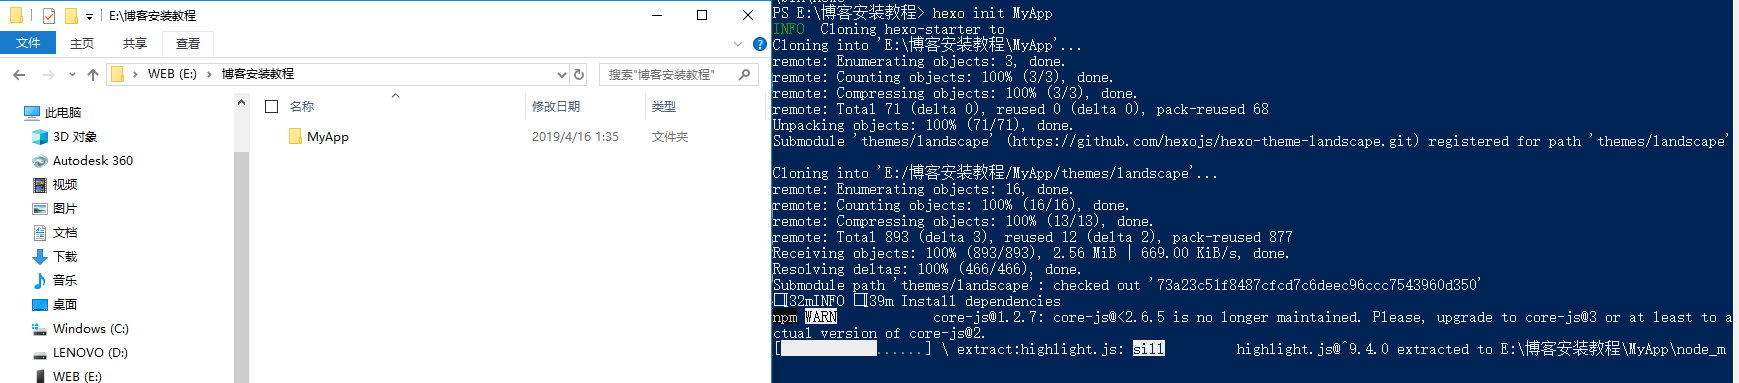 E:\博客安装教程
文件 主页 共享 查看
WEB (E:) 博客安装教程 搜索"博客安装教程"
此电脑
3D 对象
Autodesk 360
视频
图片
文档
下载
音乐
桌面
Windows (C:)
LENOVO (D:)
WEB (E:)
名称 修改日期 类型
MyApp 2019/4/16 1:35 文件夹
PS E:\博客安装教程> hexo init MyApp
INFO  Cloning hexo-starter to
Cloning into 'E:\博客安装教程\MyApp'...
remote: Enumerating objects: 3, done.
remote: Counting objects: 100% (3/3), done.
remote: Compressing objects: 100% (3/3), done.
remote: Total 71 (delta 0), reused 0 (delta 0), pack-reused 68
Unpacking objects: 100% (71/71), done.
Submodule 'themes/landscape' (https://github.com/hexojs/hexo-theme-landscape.git) registered for path 'themes/landscape'
Cloning into 'E:/博客安装教程/MyApp/themes/landscape'...
remote: Enumerating objects: 16, done.
remote: Counting objects: 100% (16/16), done.
remote: Compressing objects: 100% (13/13), done.
remote: Total 893 (delta 3), reused 12 (delta 2), pack-reused 877
Receiving objects: 100% (893/893), 2.56 MiB | 669.00 KiB/s, done.
Resolving deltas: 100% (466/466), done.
Submodule path 'themes/landscape': checked out '73a23c51f8487cfcd7c6deec96ccc7543960d350'
[32mINFO [39m Install dependencies
npm WARN core-js@1.2.7: core-js@<2.6.5 is no longer maintained. Please, upgrade to core-js@3 or at least to a
ctual version of core-js@2.
[ ......] \ extract:highlight.js: sill highlight.js@^9.4.0 extracted to E:\博客安装教程\MyApp\node_m